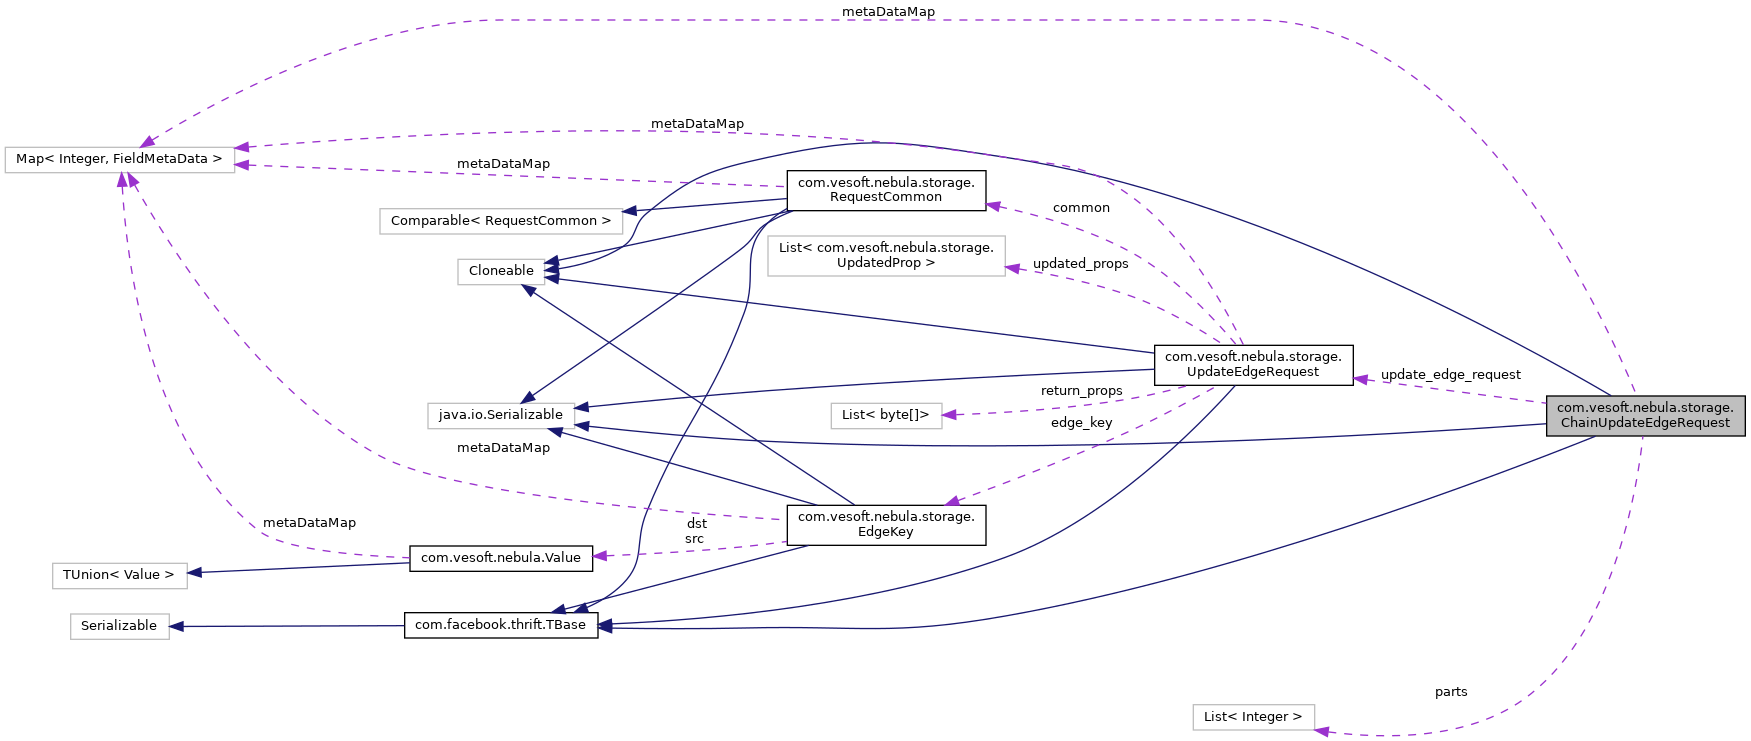 metaDataMap
metaDataMap
Map< Integer, FieldMetaData >
metaDataMap
com.vesoft.nebula.storage.
RequestCommon
common
Comparable< RequestCommon >
List< com.vesoft.nebula.storage.
UpdatedProp >
updated_props
Cloneable
com.vesoft.nebula.storage.
UpdateEdgeRequest
update_edge_request
return_props
java.io.Serializable
List< byte[]>
edge_key
com.vesoft.nebula.storage.
ChainUpdateEdgeRequest
metaDataMap
com.vesoft.nebula.storage.
EdgeKey
metaDataMap
dst
src
com.vesoft.nebula.Value
TUnion< Value >
Serializable
com.facebook.thrift.TBase
parts
List< Integer >